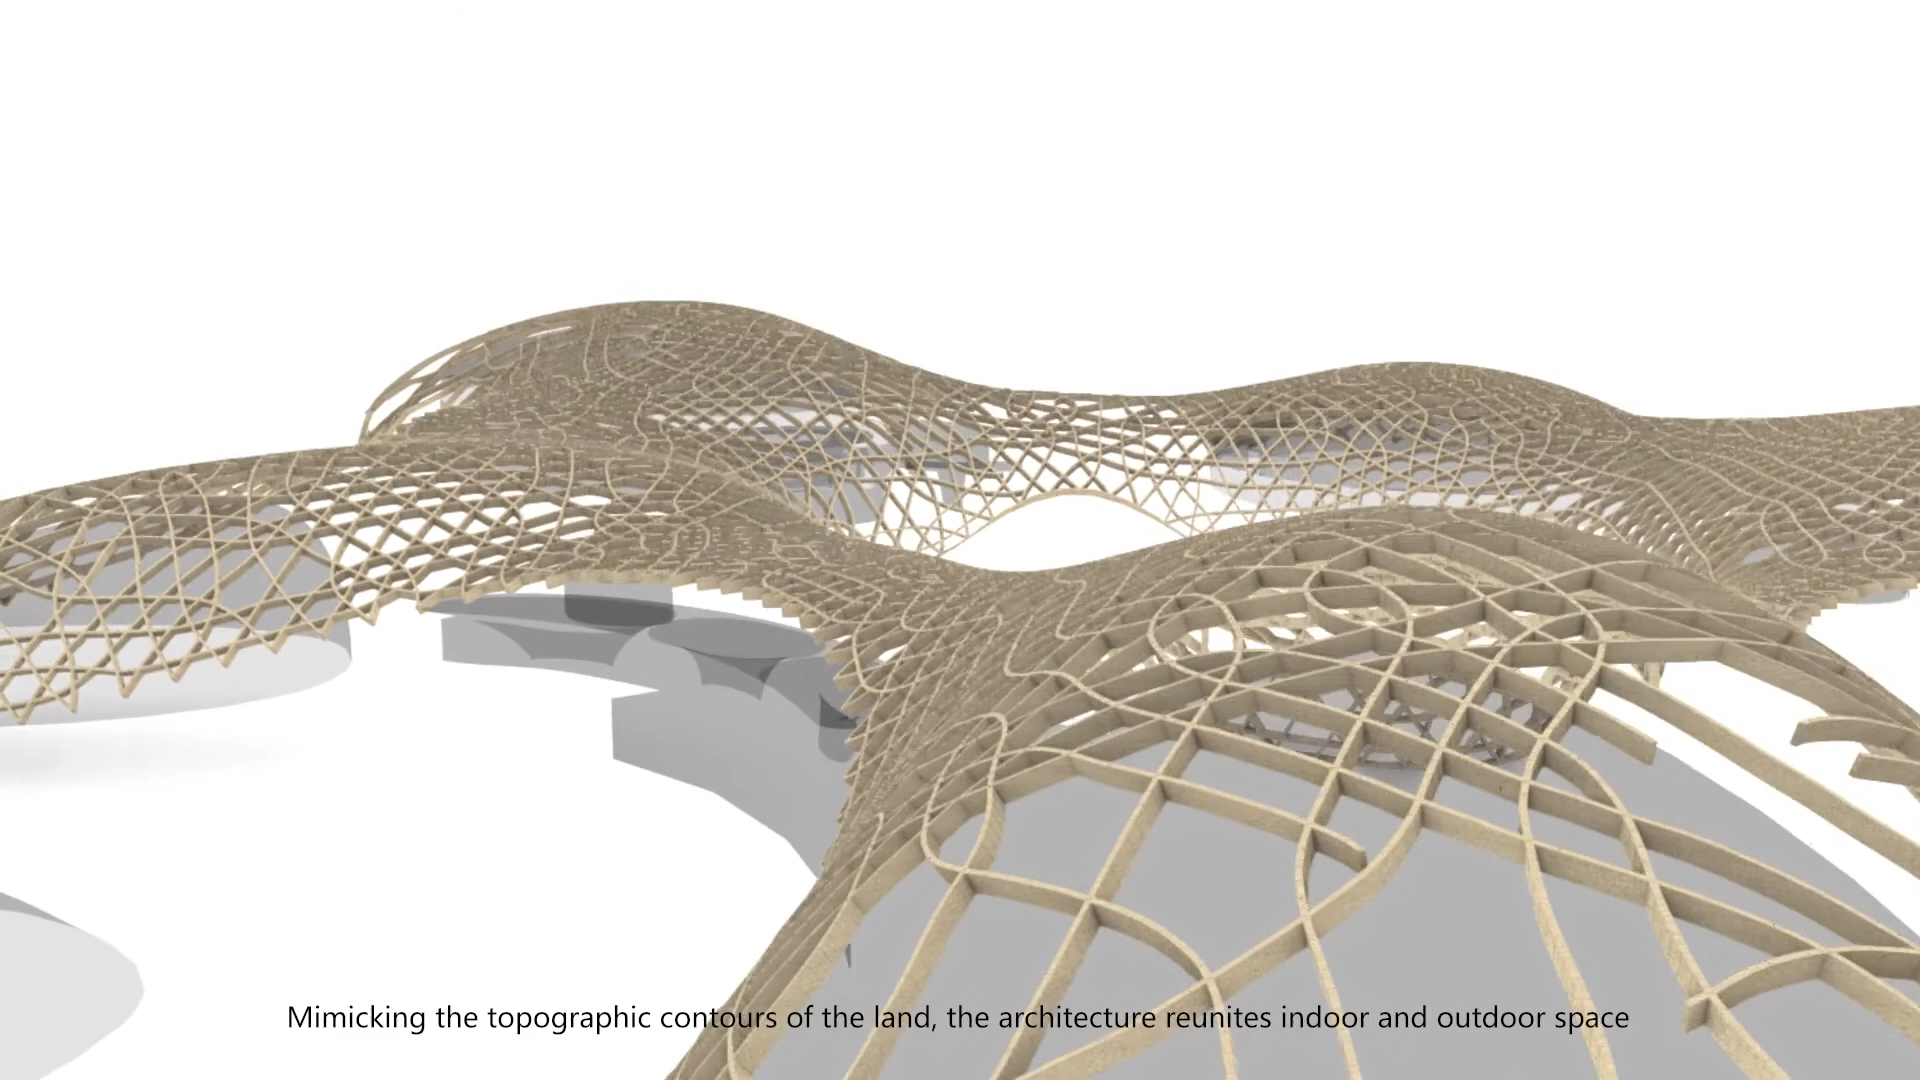 Mimicking the topographic contours of the land, the architecture reunites indoor and outdoor space